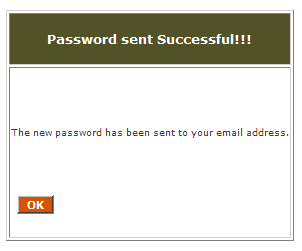 Password sent Successful!!!
The new password has been sent to your email address.
OK